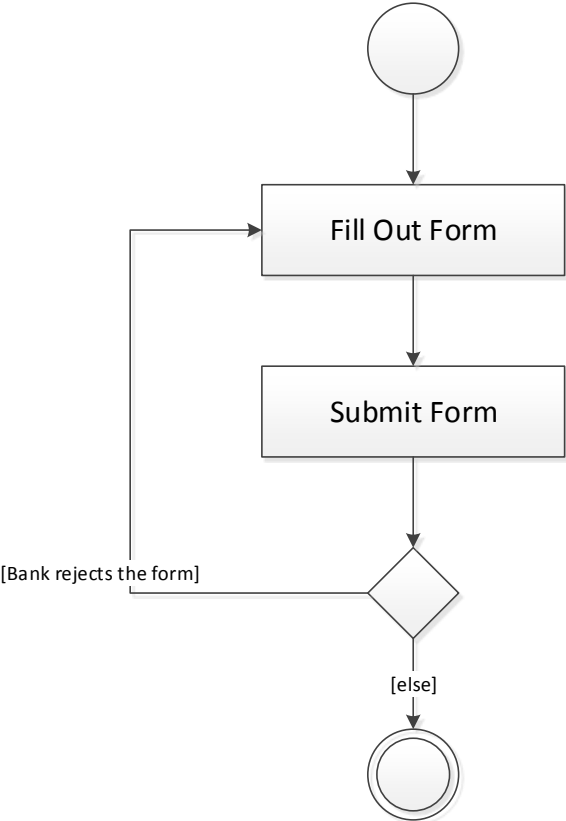 Fill Out Form
Submit Form
[Bank rejects the form]
[else]